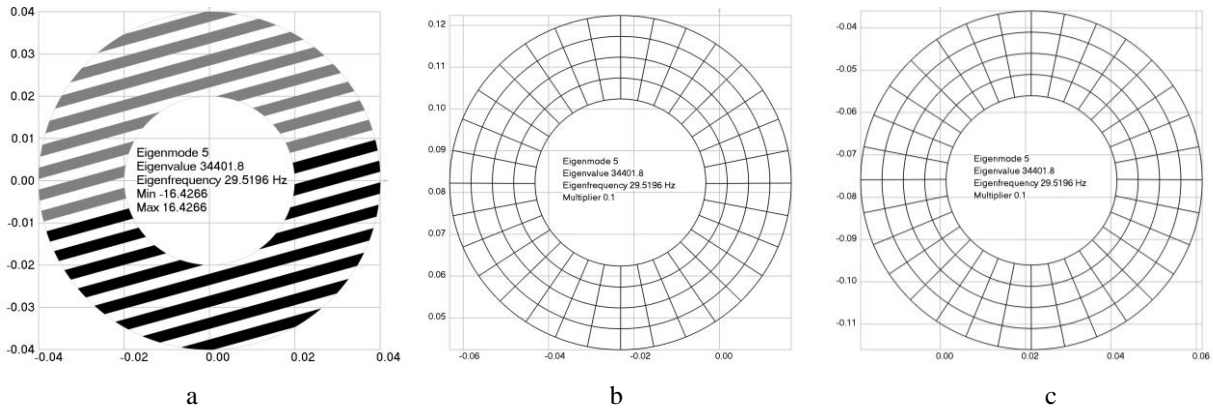 0.04
0.03
0.02
0.01
0.00
-0.01
-0.02
-0.03
-0.04
-0.04
-0.02
0.00
0.02
0.04
Eigenmode 5
Eigenvalue 34401.8
Eigenfrequency 29.5196 Hz
Min -16.4266
Max 16.4266
a
0.12
0.11
0.10
0.09
0.08
0.07
0.06
0.05
-0.06
-0.04
-0.02
0.00
Eigenmode 5
Eigenvalue 34401.8
Eigenfrequency 29.5196 Hz
Multiplier 0.1
b
-0.04
-0.05
-0.06
-0.07
-0.08
-0.09
-0.10
-0.11
0.00
0.02
0.04
0.06
Eigenmode 5
Eigenvalue 34401.8
Eigenfrequency 29.5196 Hz
Multiplier 0.1
c